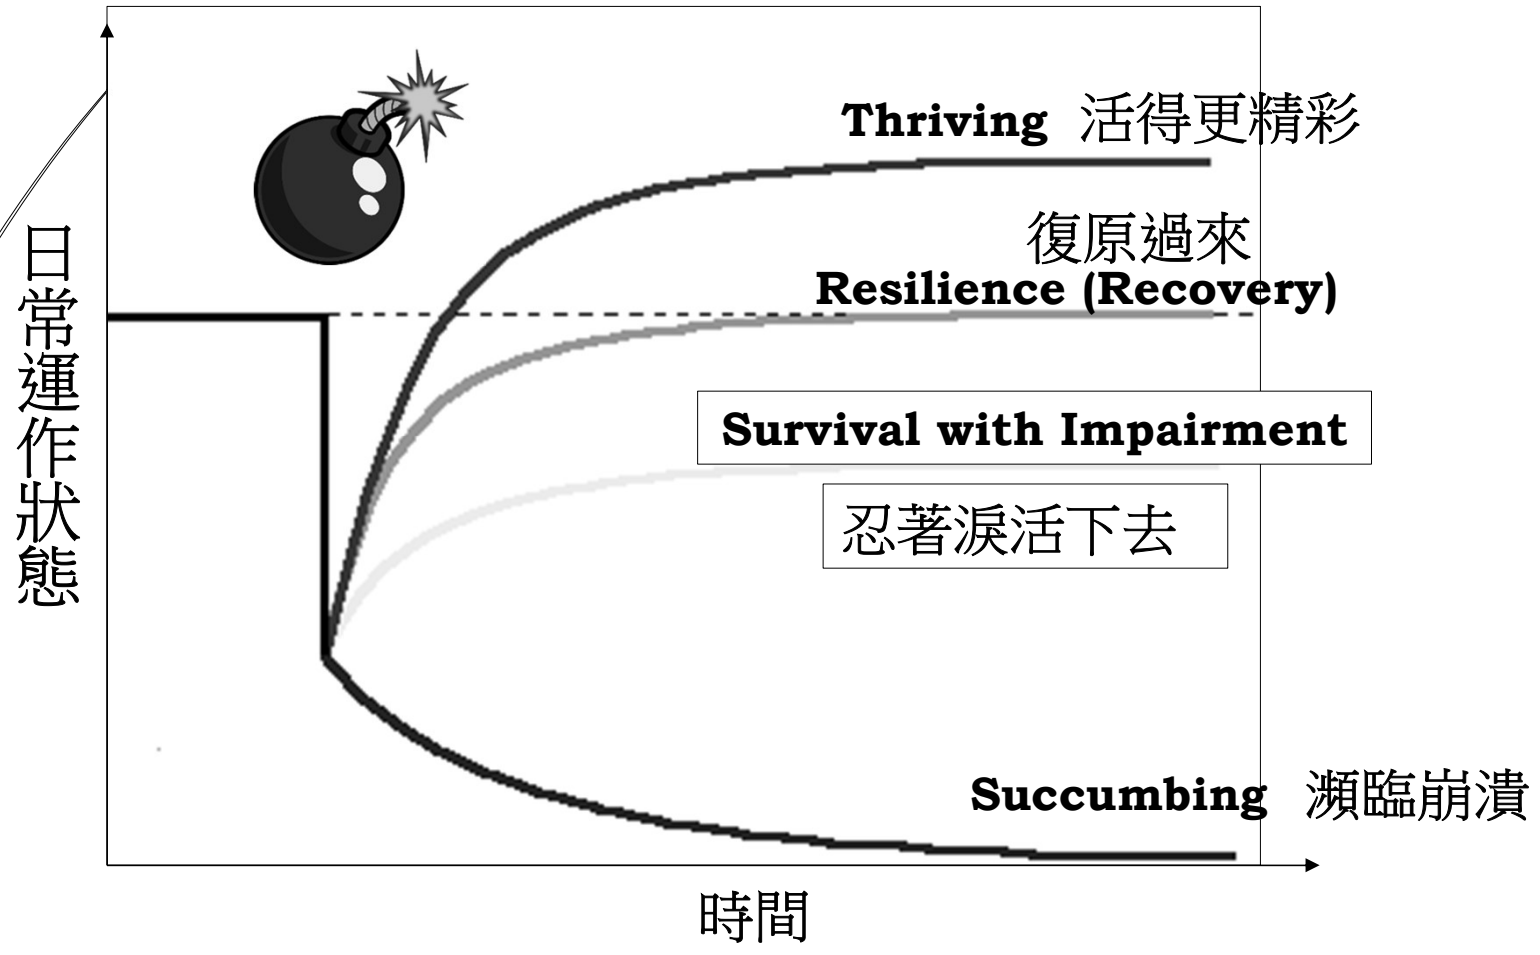 Thriving 活得更精彩
復原過來
Resilience (Recovery)
Survival with Impairment
忍著淚活下去
Succumbing 瀕臨崩潰
日常運作狀態
時間